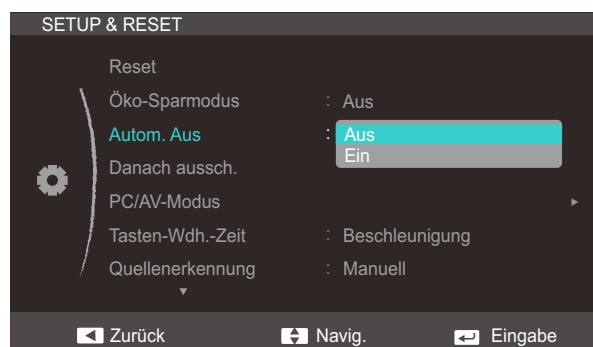 SETUP & RESET
Reset
Öko-Sparmodus : Aus
Autom. Aus : Aus
Ein
Danach aussch.
PC/AV-Modus
Tasten-Wdh.-Zeit : Beschleunigung
Quellenerkennung : Manuell
Zurück Navig. Eingabe